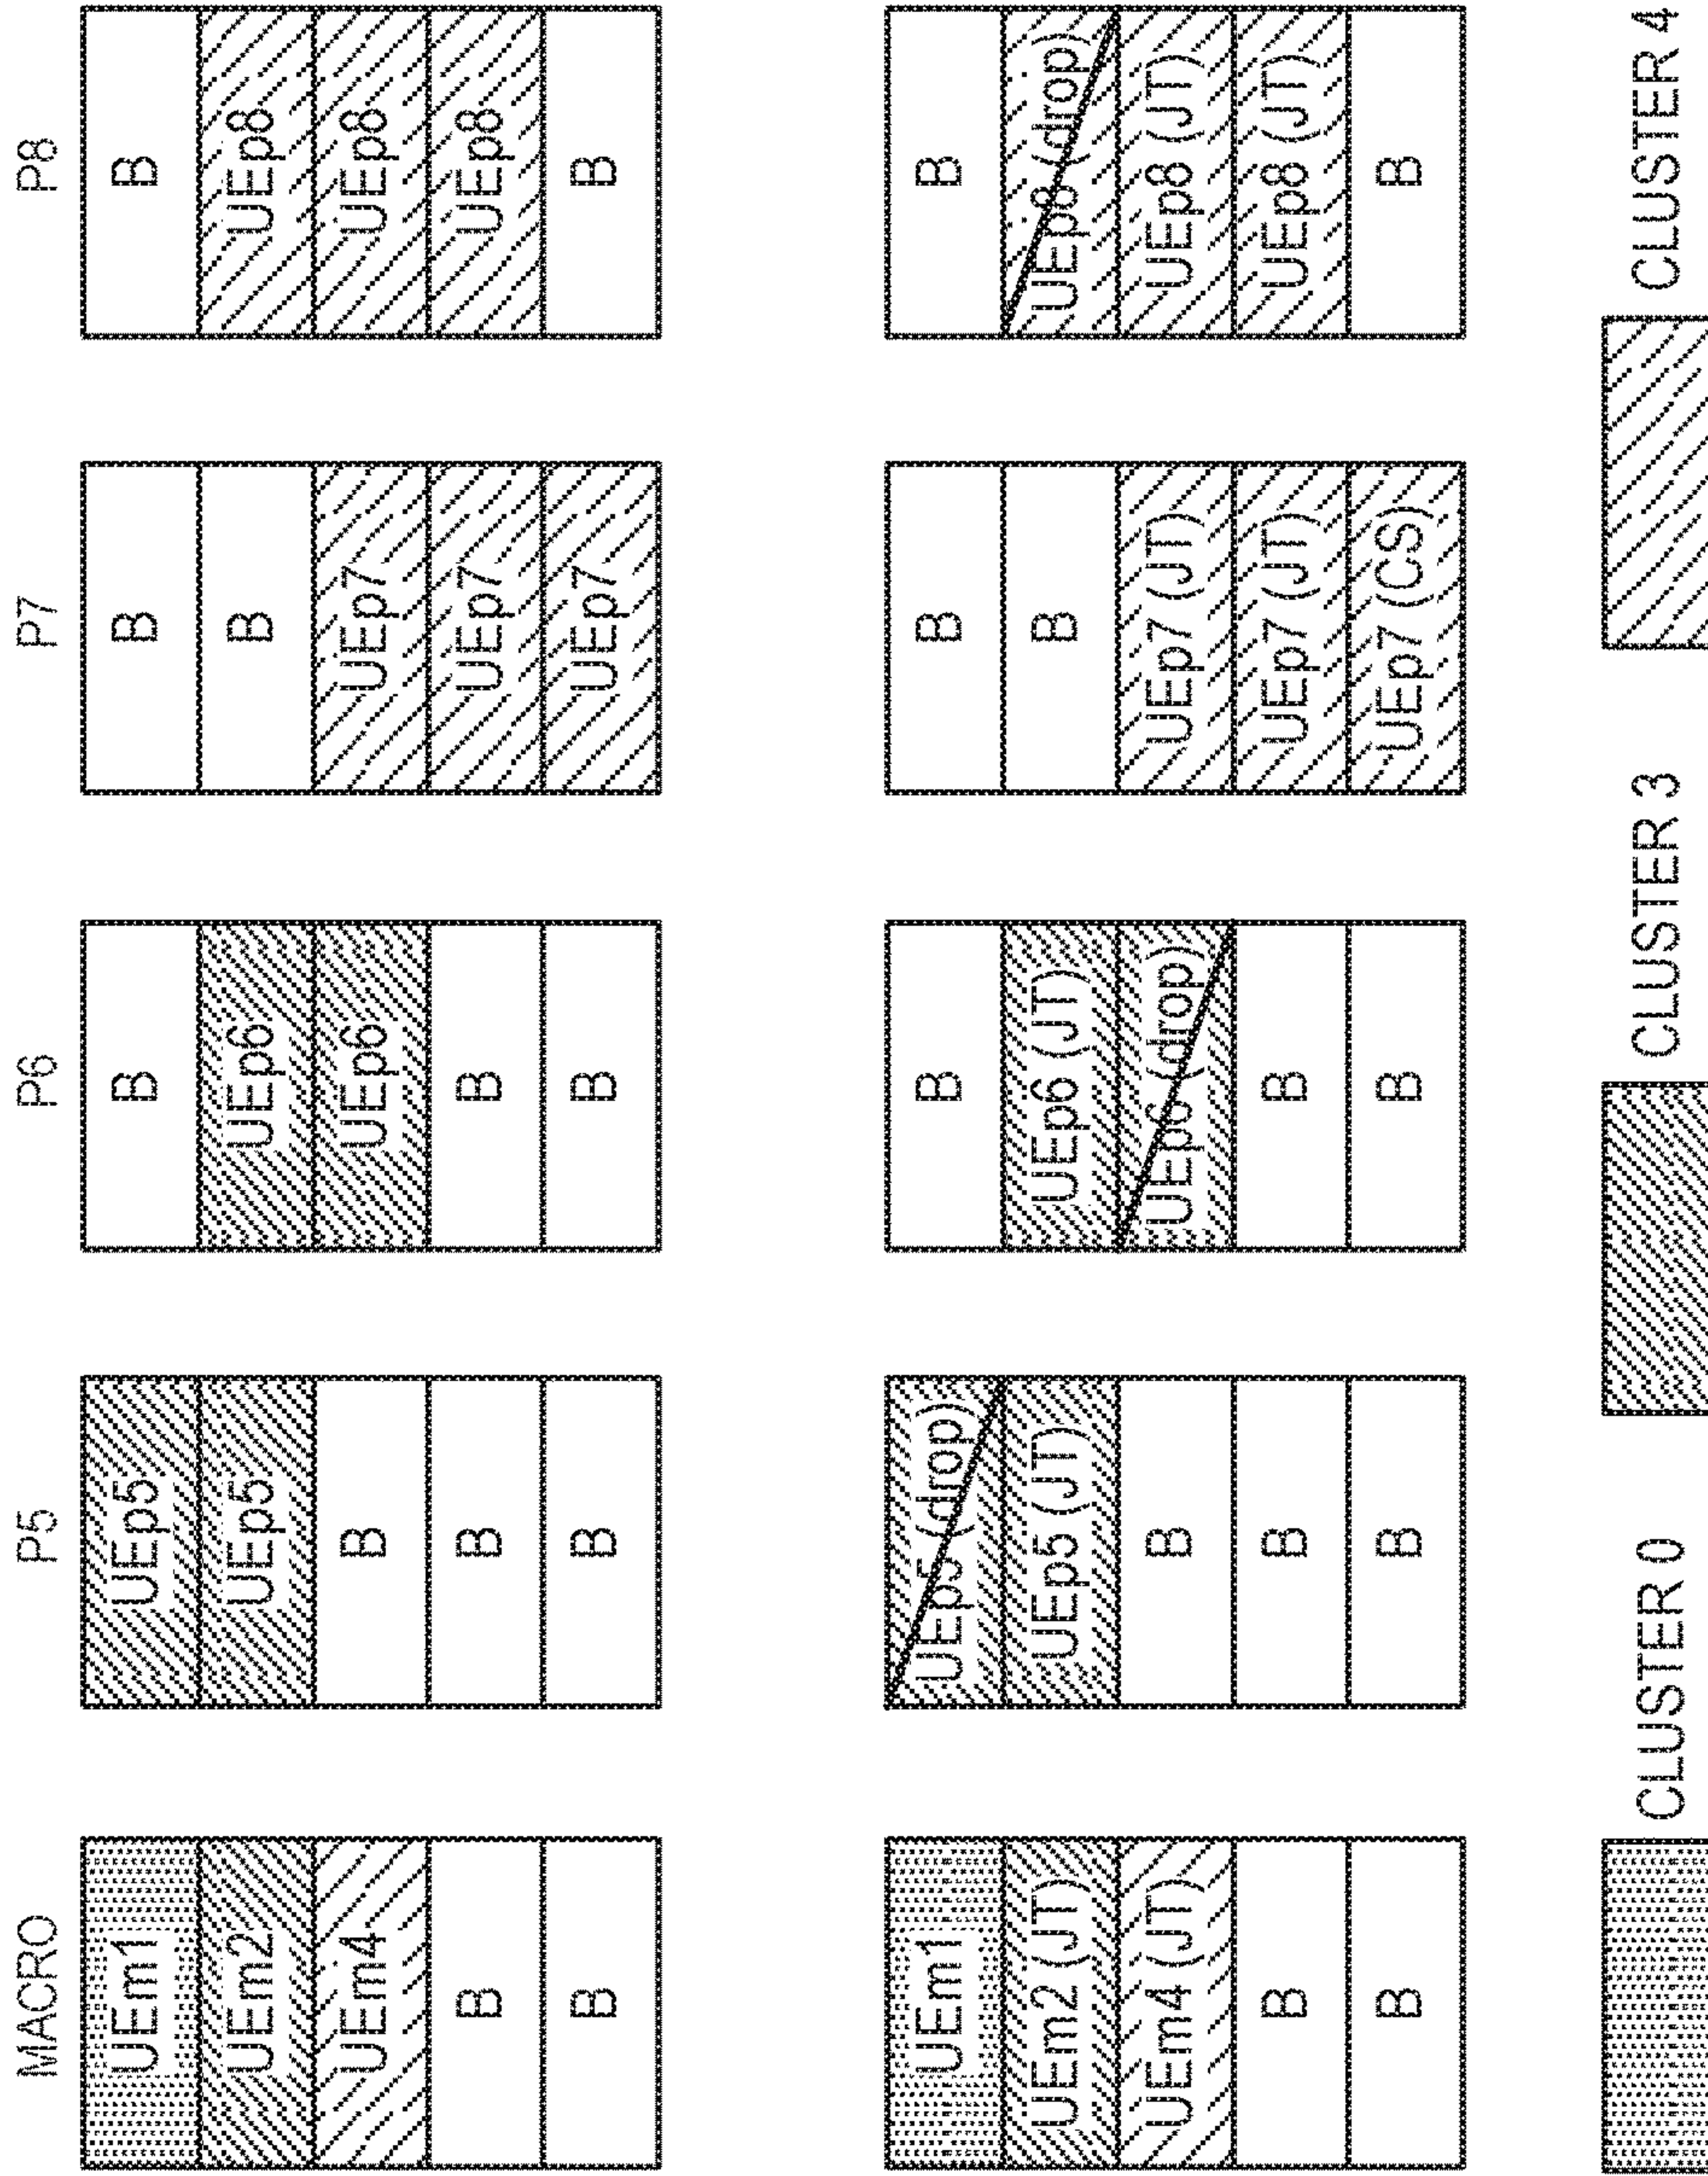 MACRO P5 P6 P7 P8
UEm1 UEp5 B B B
UEm2 UEp5 UEp6 B UEp8
UEm4 B UEp6 UEp7 UEp8
B B B UEp7 UEp8
B B B UEp7 B
UEm1 UEp5 (drop) B B B
UEm2 (JT) UEp5 (JT) UEp6 (JT) B UEp8 (drop)
UEm4 (JT) B UEp6 (drop) UEp7 (JT) UEp8 (JT)
B B B UEp7 (JT) UEp8 (JT)
B B B UEp7 (CS) B
CLUSTER 0 CLUSTER 3 CLUSTER 4